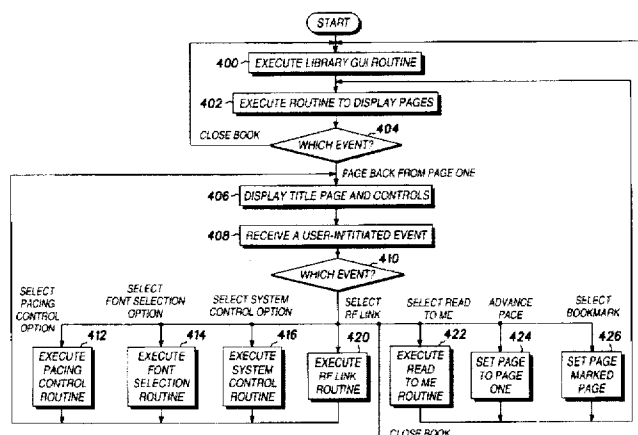 START
400
EXECUTE LIBRARY GUI ROUTINE
402
EXECUTE ROUTINE TO DISPLAY PAGES
CLOSE BOOK
404
WHICH EVENT?
PAGE BACK FROM PAGE ONE
406
DISPLAY TITLE PAGE AND CONTROLS
408
RECEIVE A USER-INTITIATED EVENT
410
WHICH EVENT?
SELECT
PACING
CONTROL
OPTION
SELECT
FONT SELECTION
OPTION
SELECT SYSTEM
CONTROL OPTION
SELECT
RF LINK
SELECT READ
TO ME
ADVANCE
PAGE
SELECT
BOOKMARK
412
EXECUTE
PACING
CONTROL
ROUTINE
414
EXECUTE
FONT
SELECTION
ROUTINE
416
EXECUTE
SYSTEM
CONTROL
ROUTINE
420
EXECUTE
RF LINK
ROUTINE
422
EXECUTE
READ TO
ME
ROUTINE
424
SET PAGE
TO PAGE
ONE
426
SET PAGE
MARKED
PAGE
CLOSE BOOK